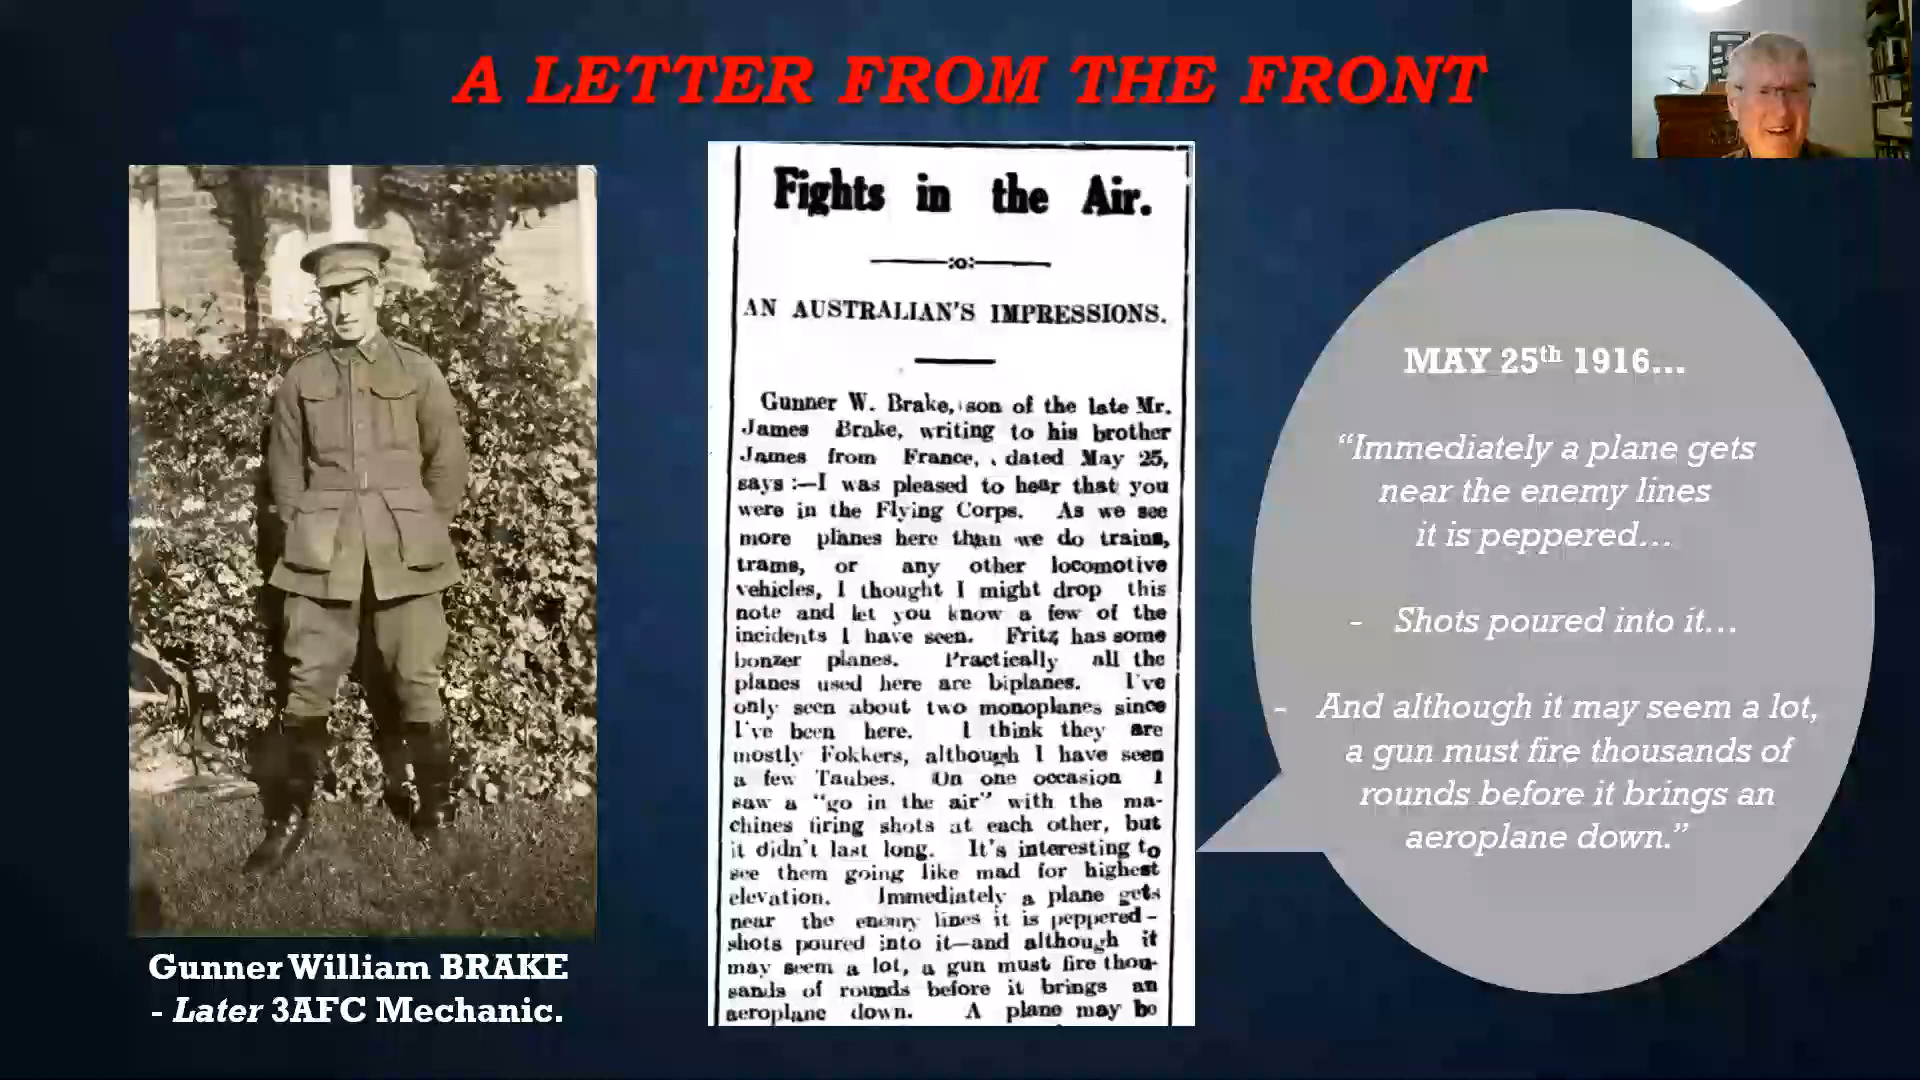 A LETTER FROM THE FRONT
Fights in the Air.
:o:
AN AUSTRALIAN'S IMPRESSIONS.
Gunner W. Brake, son of the late Mr.
James Brake, writing to his brother
James from France, dated May 25,
says :—I was pleased to hear that you
were in the Flying Corps. As we see
more planes here than we do trains,
trams, or any other locomotive
vehicles, I thought I might drop this
note and let you know a few of the
incidents I have seen. Fritz has some
bonzer planes. Practically all the
planes used here are biplanes. I've
only seen about two monoplanes since
I've been here. I think they are
mostly Fokkers, although I have seen
a few Taubes. On one occasion I
saw a "go in the air" with the ma-
chines firing shots at each other, but
it didn't last long. It's interesting to
see them going like mad for highest
elevation. Immediately a plane gets
near the enemy lines it is peppered—
shots poured into it—and although it
may seem a lot, a gun must fire thou-
sands of rounds before it brings an
aeroplane down. A plane may be
Gunner William BRAKE
- Later 3AFC Mechanic.
MAY 25th 1916...
“Immediately a plane gets
near the enemy lines
it is peppered...
- Shots poured into it...
- And although it may seem a lot,
a gun must fire thousands of
rounds before it brings an
aeroplane down.”